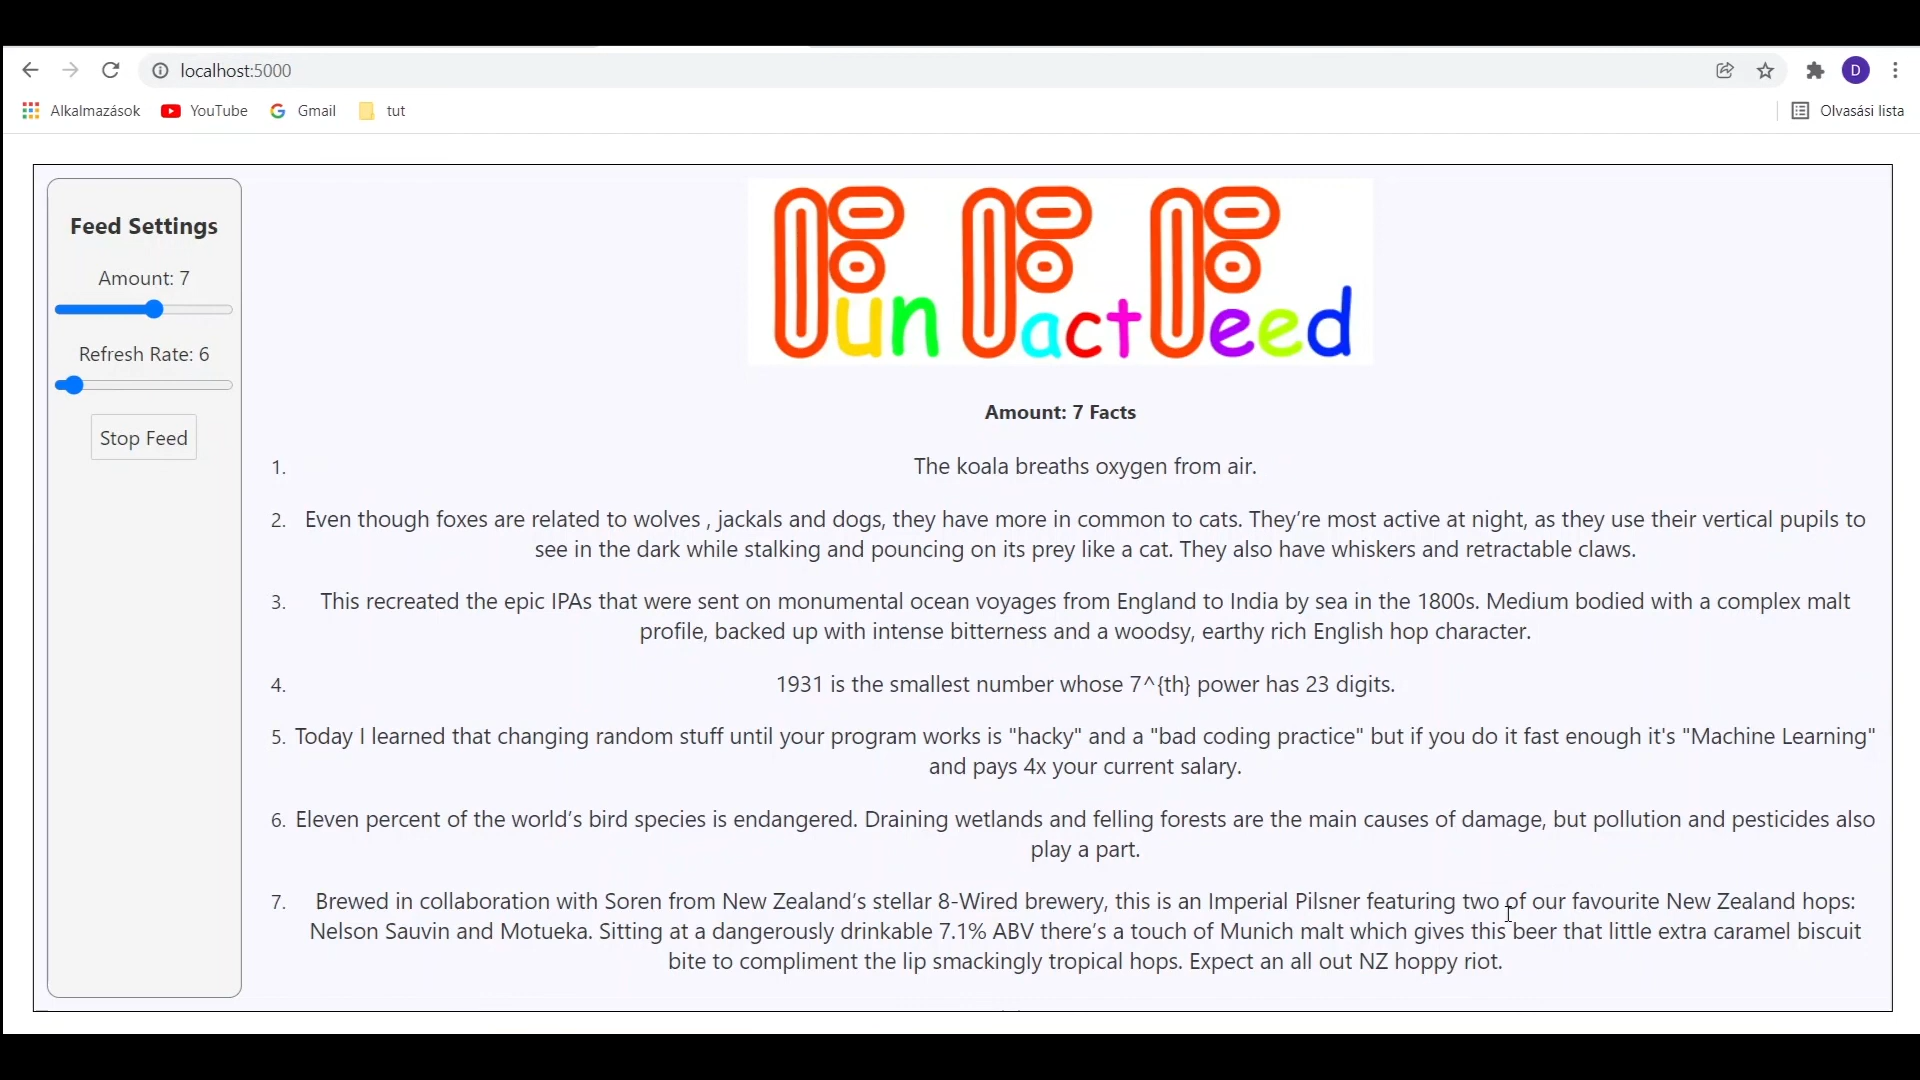 localhost:5000
D
Alkalmazások YouTube Gmail tut Olvasási lista
Feed Settings
Amount: 7
Refresh Rate: 6
Stop Feed
Fun Fact Feed
Amount: 7 Facts
1. The koala breaths oxygen from air.
2. Even though foxes are related to wolves , jackals and dogs, they have more in common to cats. They’re most active at night, as they use their vertical pupils to
see in the dark while stalking and pouncing on its prey like a cat. They also have whiskers and retractable claws.
3. This recreated the epic IPAs that were sent on monumental ocean voyages from England to India by sea in the 1800s. Medium bodied with a complex malt
profile, backed up with intense bitterness and a woodsy, earthy rich English hop character.
4. 1931 is the smallest number whose 7^{th} power has 23 digits.
5. Today I learned that changing random stuff until your program works is "hacky" and a "bad coding practice" but if you do it fast enough it's "Machine Learning"
and pays 4x your current salary.
6. Eleven percent of the world’s bird species is endangered. Draining wetlands and felling forests are the main causes of damage, but pollution and pesticides also
play a part.
7. Brewed in collaboration with Soren from New Zealand’s stellar 8-Wired brewery, this is an Imperial Pilsner featuring two of our favourite New Zealand hops:
Nelson Sauvin and Motueka. Sitting at a dangerously drinkable 7.1% ABV there’s a touch of Munich malt which gives this beer that little extra caramel biscuit
bite to compliment the lip smackingly tropical hops. Expect an all out NZ hoppy riot.